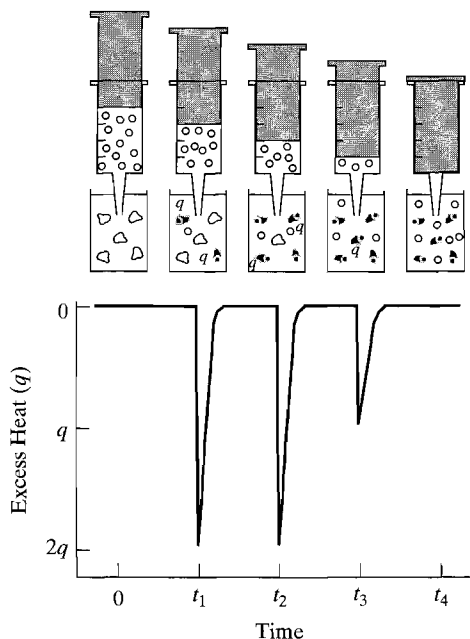 q
q
q
q
q
0
q
2q
Excess Heat (q)
0 t₁ t₂ t₃ t₄
Time